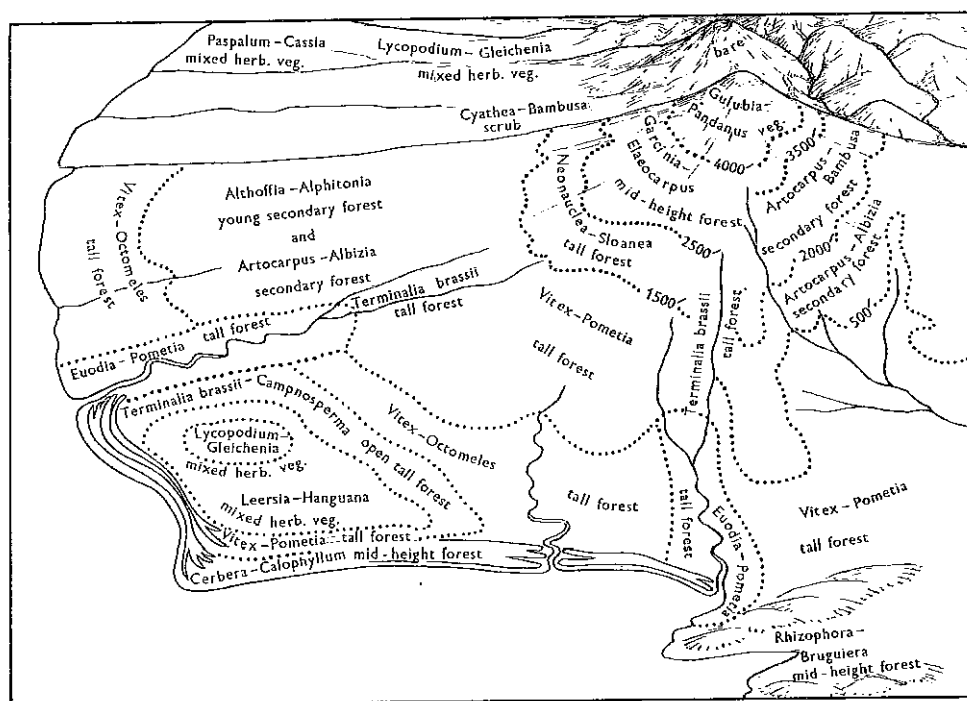 Paspalum–Cassia
mixed herb. veg.
Lycopodium–Gleichenia
mixed herb. veg.
bare
Cyathea–Bambusa
scrub
Gulubia–
Pandanus veg.
4000
3500
Garcinia–
Elaeocarpus
mid-height forest
2500
Artocarpus–
Bambusa
secondary forest
2000
Artocarpus–Albizia
secondary forest
500
Neonauclea–Sloanea
tall forest
1500
Vitex–Octomeles
tall forest
Althoffia–Alphitonia
young secondary forest
and
Artocarpus–Albizia
secondary forest
Terminalia brassii
tall forest
Euodia–Pometia tall forest
Vitex–Pometia
tall forest
Terminalia brassii
tall forest
Terminalia brassii–Campnosperma open tall forest
Vitex–Octomeles
tall forest
tall forest
Lycopodium–
Gleichenia
mixed herb. veg.
Leersia–Hanguana
mixed herb. veg.
Vitex–Pometia tall forest
Cerbera–Calophyllum mid-height forest
Euodia–Pometia
Vitex–Pometia
tall forest
Rhizophora–
Bruguiera
mid-height forest